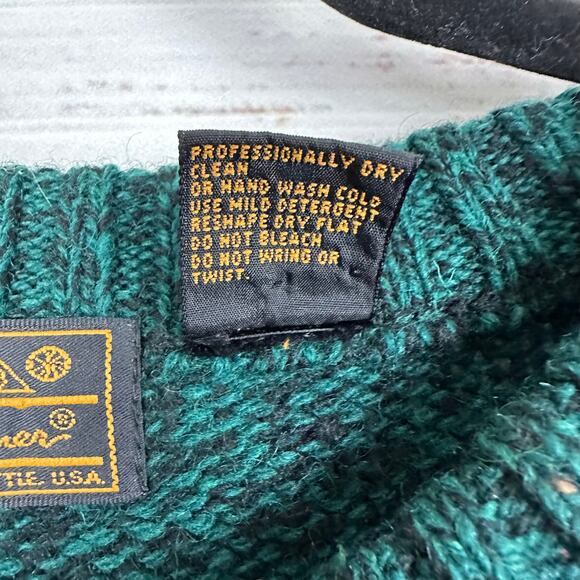 PROFESSIONALLY DRY
CLEAN
OR HAND WASH COLD
USE MILD DETERGENT
RESHAPE DRY FLAT
DO NOT BLEACH
DO NOT WRING OR
TWIST.
U.S.A.